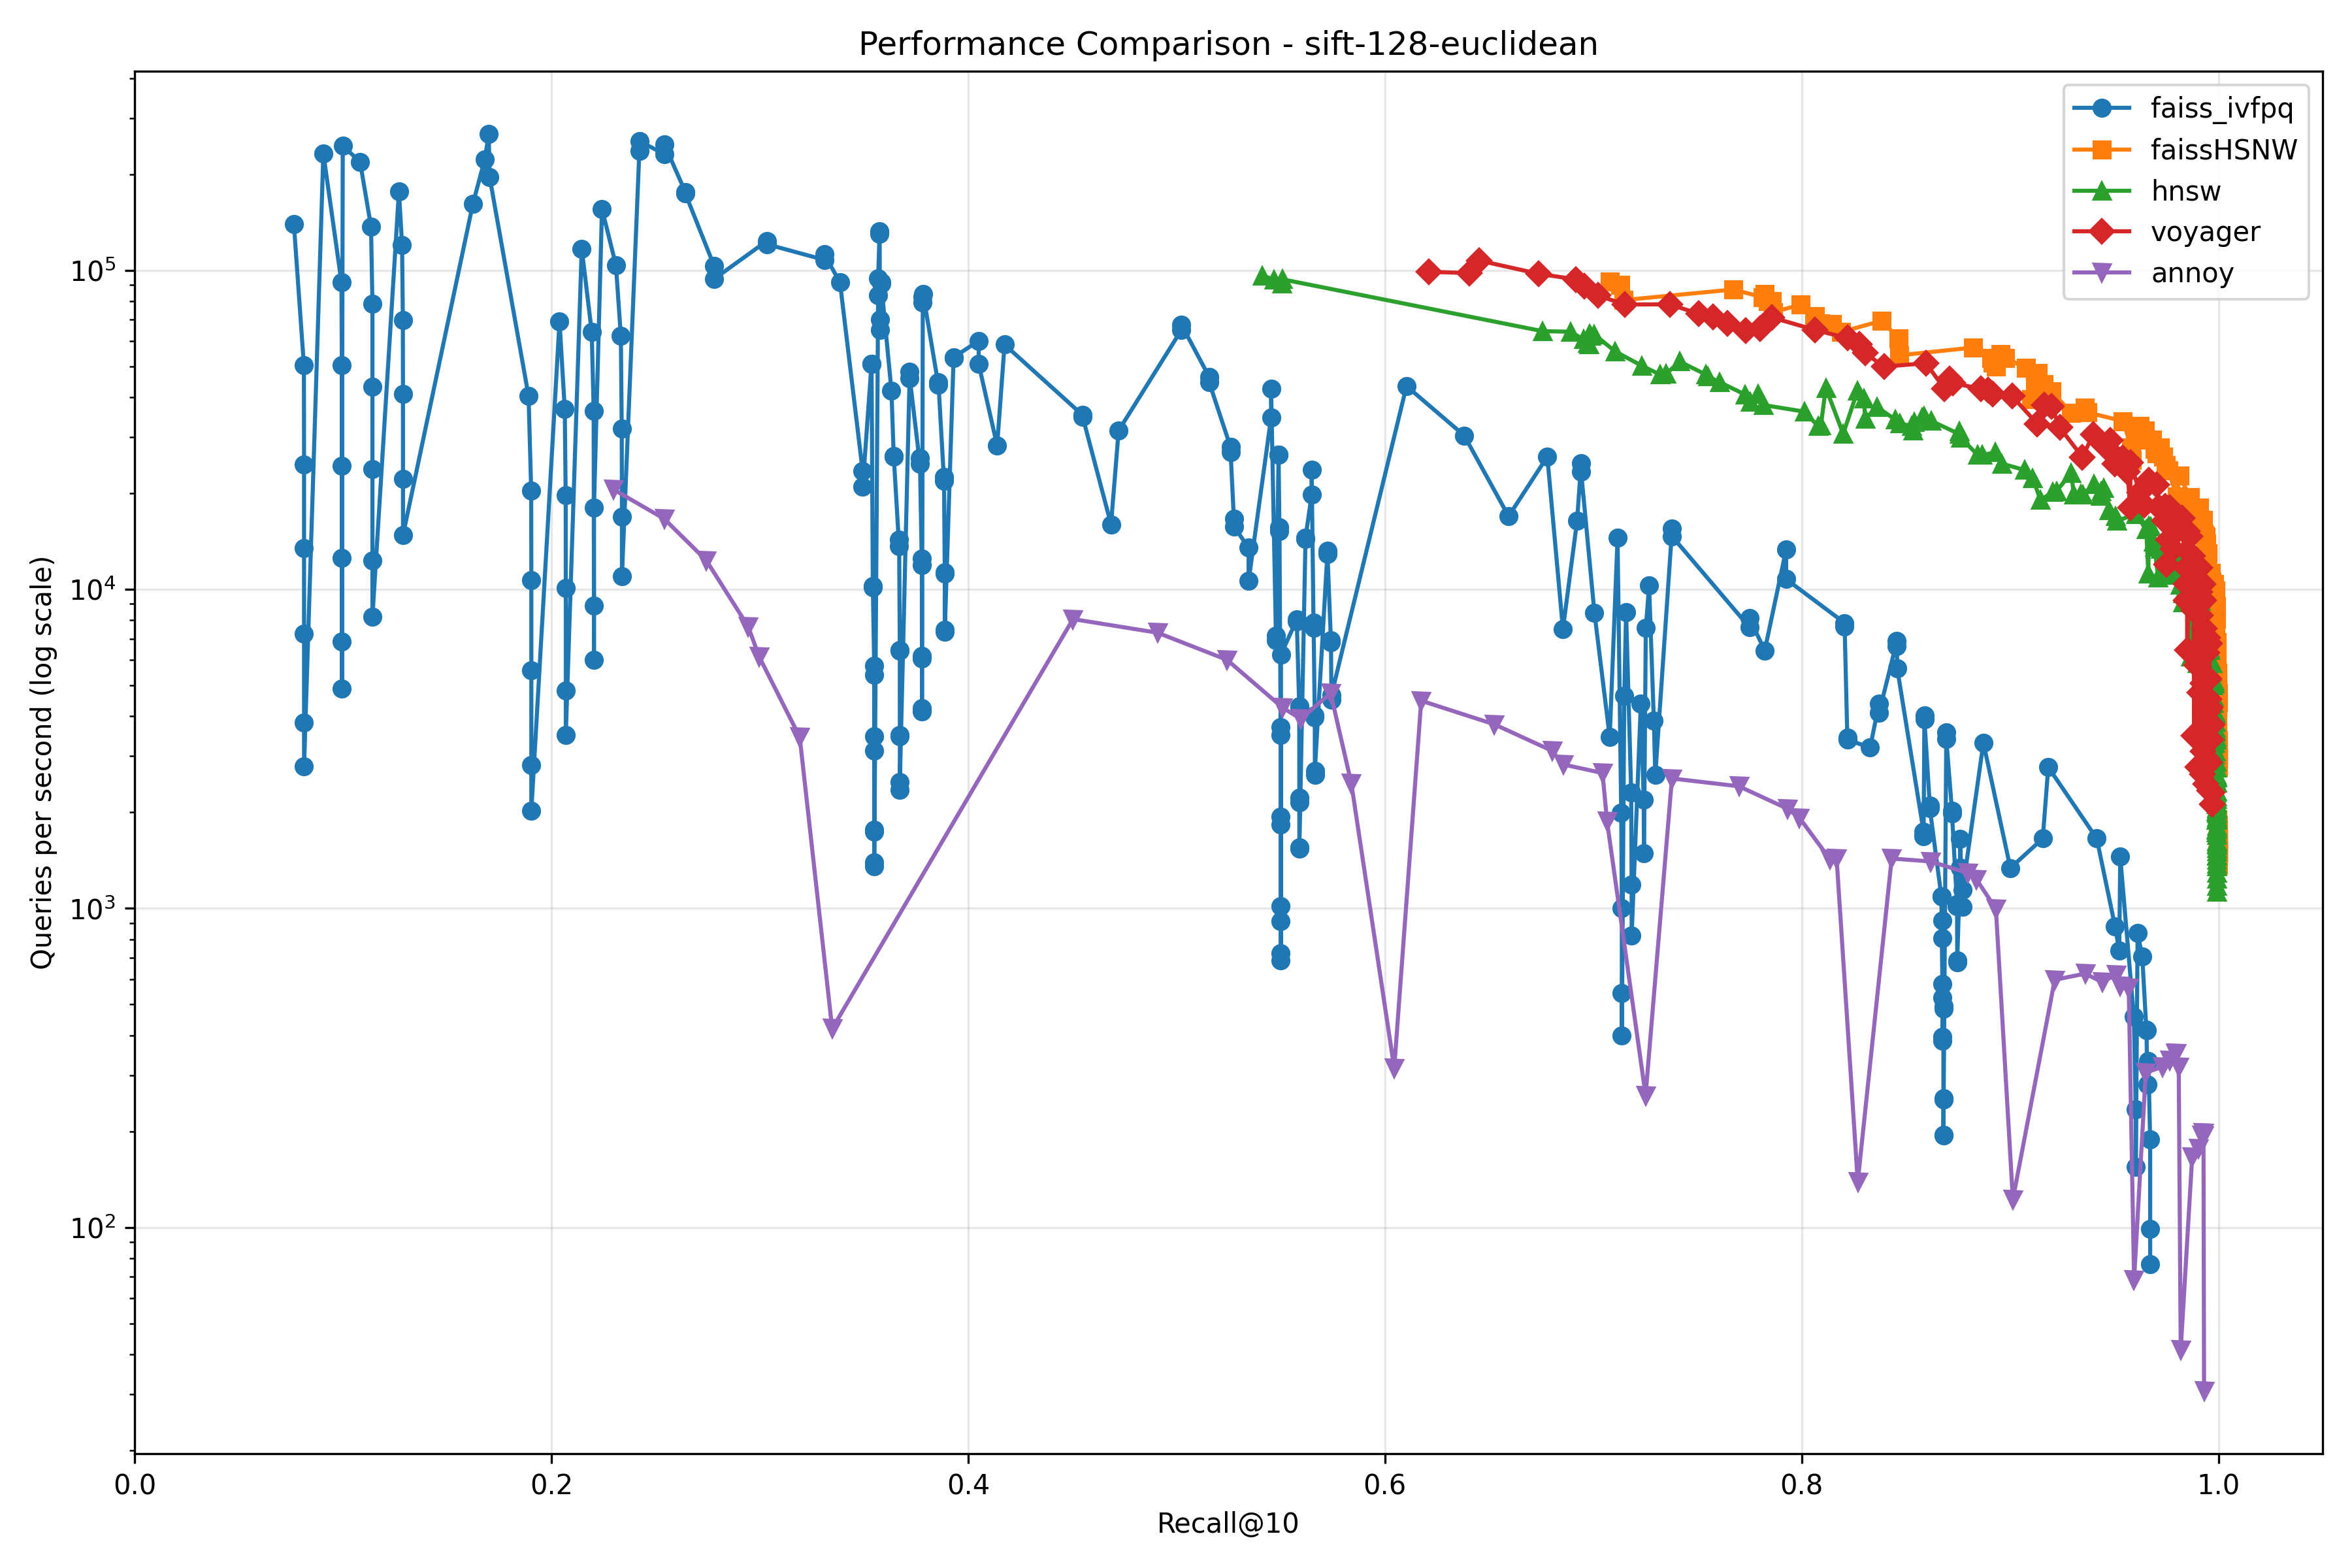 Performance Comparison - sift-128-euclidean
faiss_ivfpq
faissHSNW
hnsw
voyager
annoy
Queries per second (log scale)
10^5
10^4
10^3
10^2
0.0 0.2 0.4 0.6 0.8 1.0
Recall@10